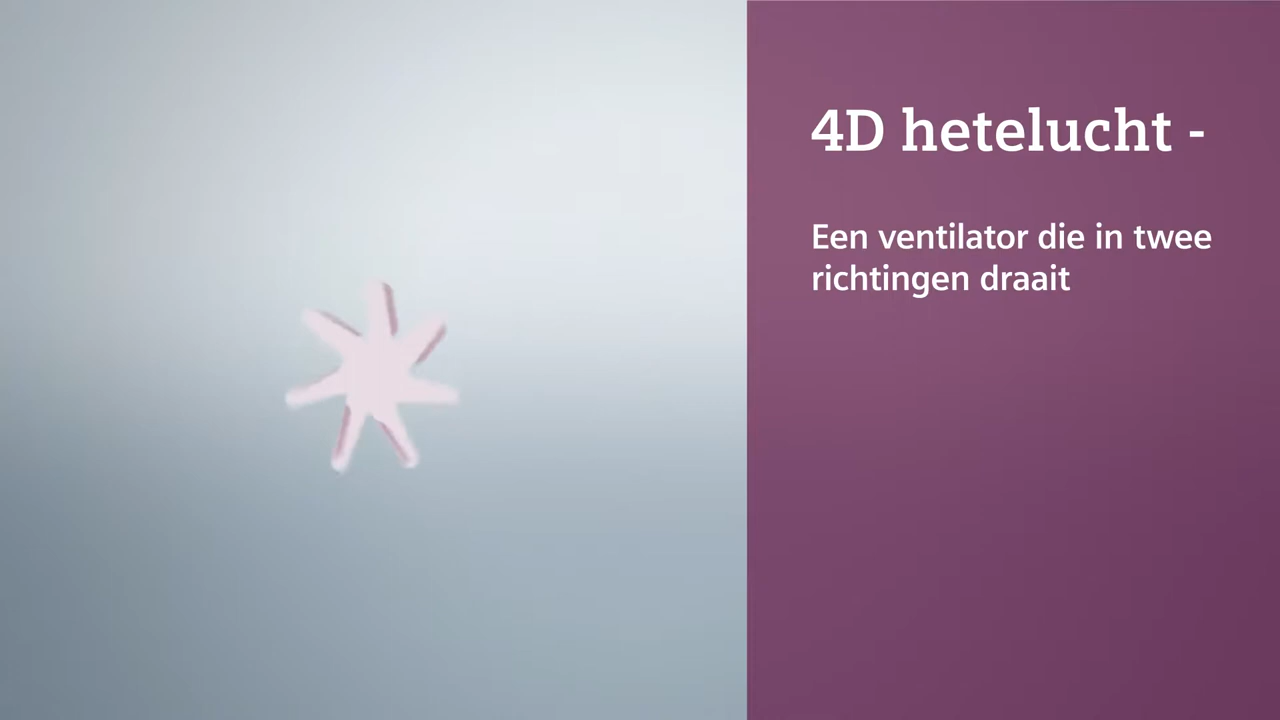 4D hetelucht -
Een ventilator die in twee
richtingen draait